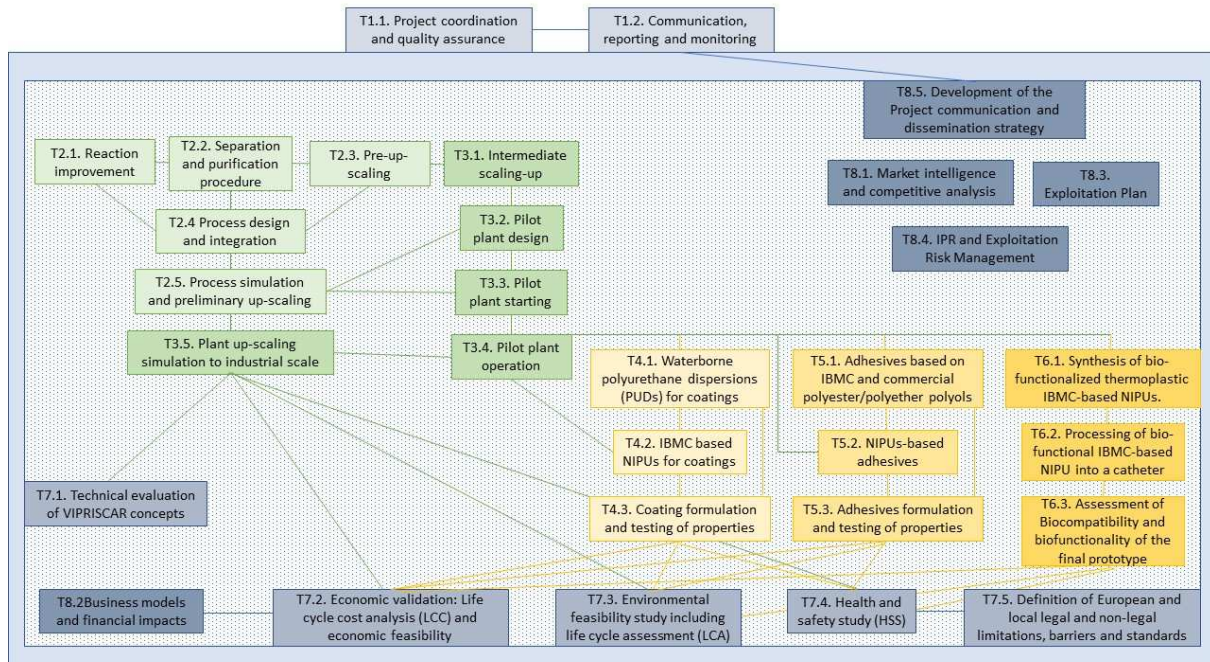 T1.1. Project coordination
and quality assurance
T1.2. Communication,
reporting and monitoring
T8.5. Development of the
Project communication and
dissemination strategy
T2.1. Reaction
improvement
T2.2. Separation
and purification
procedure
T2.3. Pre-up-
scaling
T3.1. Intermediate
scaling-up
T8.1. Market intelligence
and competitive analysis
T8.3.
Exploitation Plan
T2.4 Process design
and integration
T3.2. Pilot
plant design
T8.4. IPR and Exploitation
Risk Management
T2.5. Process simulation
and preliminary up-scaling
T3.3. Pilot
plant starting
T3.5. Plant up-scaling
simulation to industrial scale
T3.4. Pilot plant
operation
T4.1. Waterborne
polyurethane dispersions
(PUDs) for coatings
T5.1. Adhesives based on
IBMC and commercial
polyester/polyether polyols
T6.1. Synthesis of bio-
functionalized thermoplastic
IBMC-based NIPUs.
T4.2. IBMC based
NIPUs for coatings
T5.2. NIPUs-based
adhesives
T6.2. Processing of bio-
functional IBMC-based
NIPU into a catheter
T7.1. Technical evaluation
of VIPRISCAR concepts
T4.3. Coating formulation
and testing of properties
T5.3. Adhesives formulation
and testing of properties
T6.3. Assessment of
Biocompatibility and
biofunctionality of the
final prototype
T8.2Business models
and financial impacts
T7.2. Economic validation: Life
cycle cost analysis (LCC) and
economic feasibility
T7.3. Environmental
feasibility study including
life cycle assessment (LCA)
T7.4. Health and
safety study (HSS)
T7.5. Definition of European and
local legal and non-legal
limitations, barriers and standards